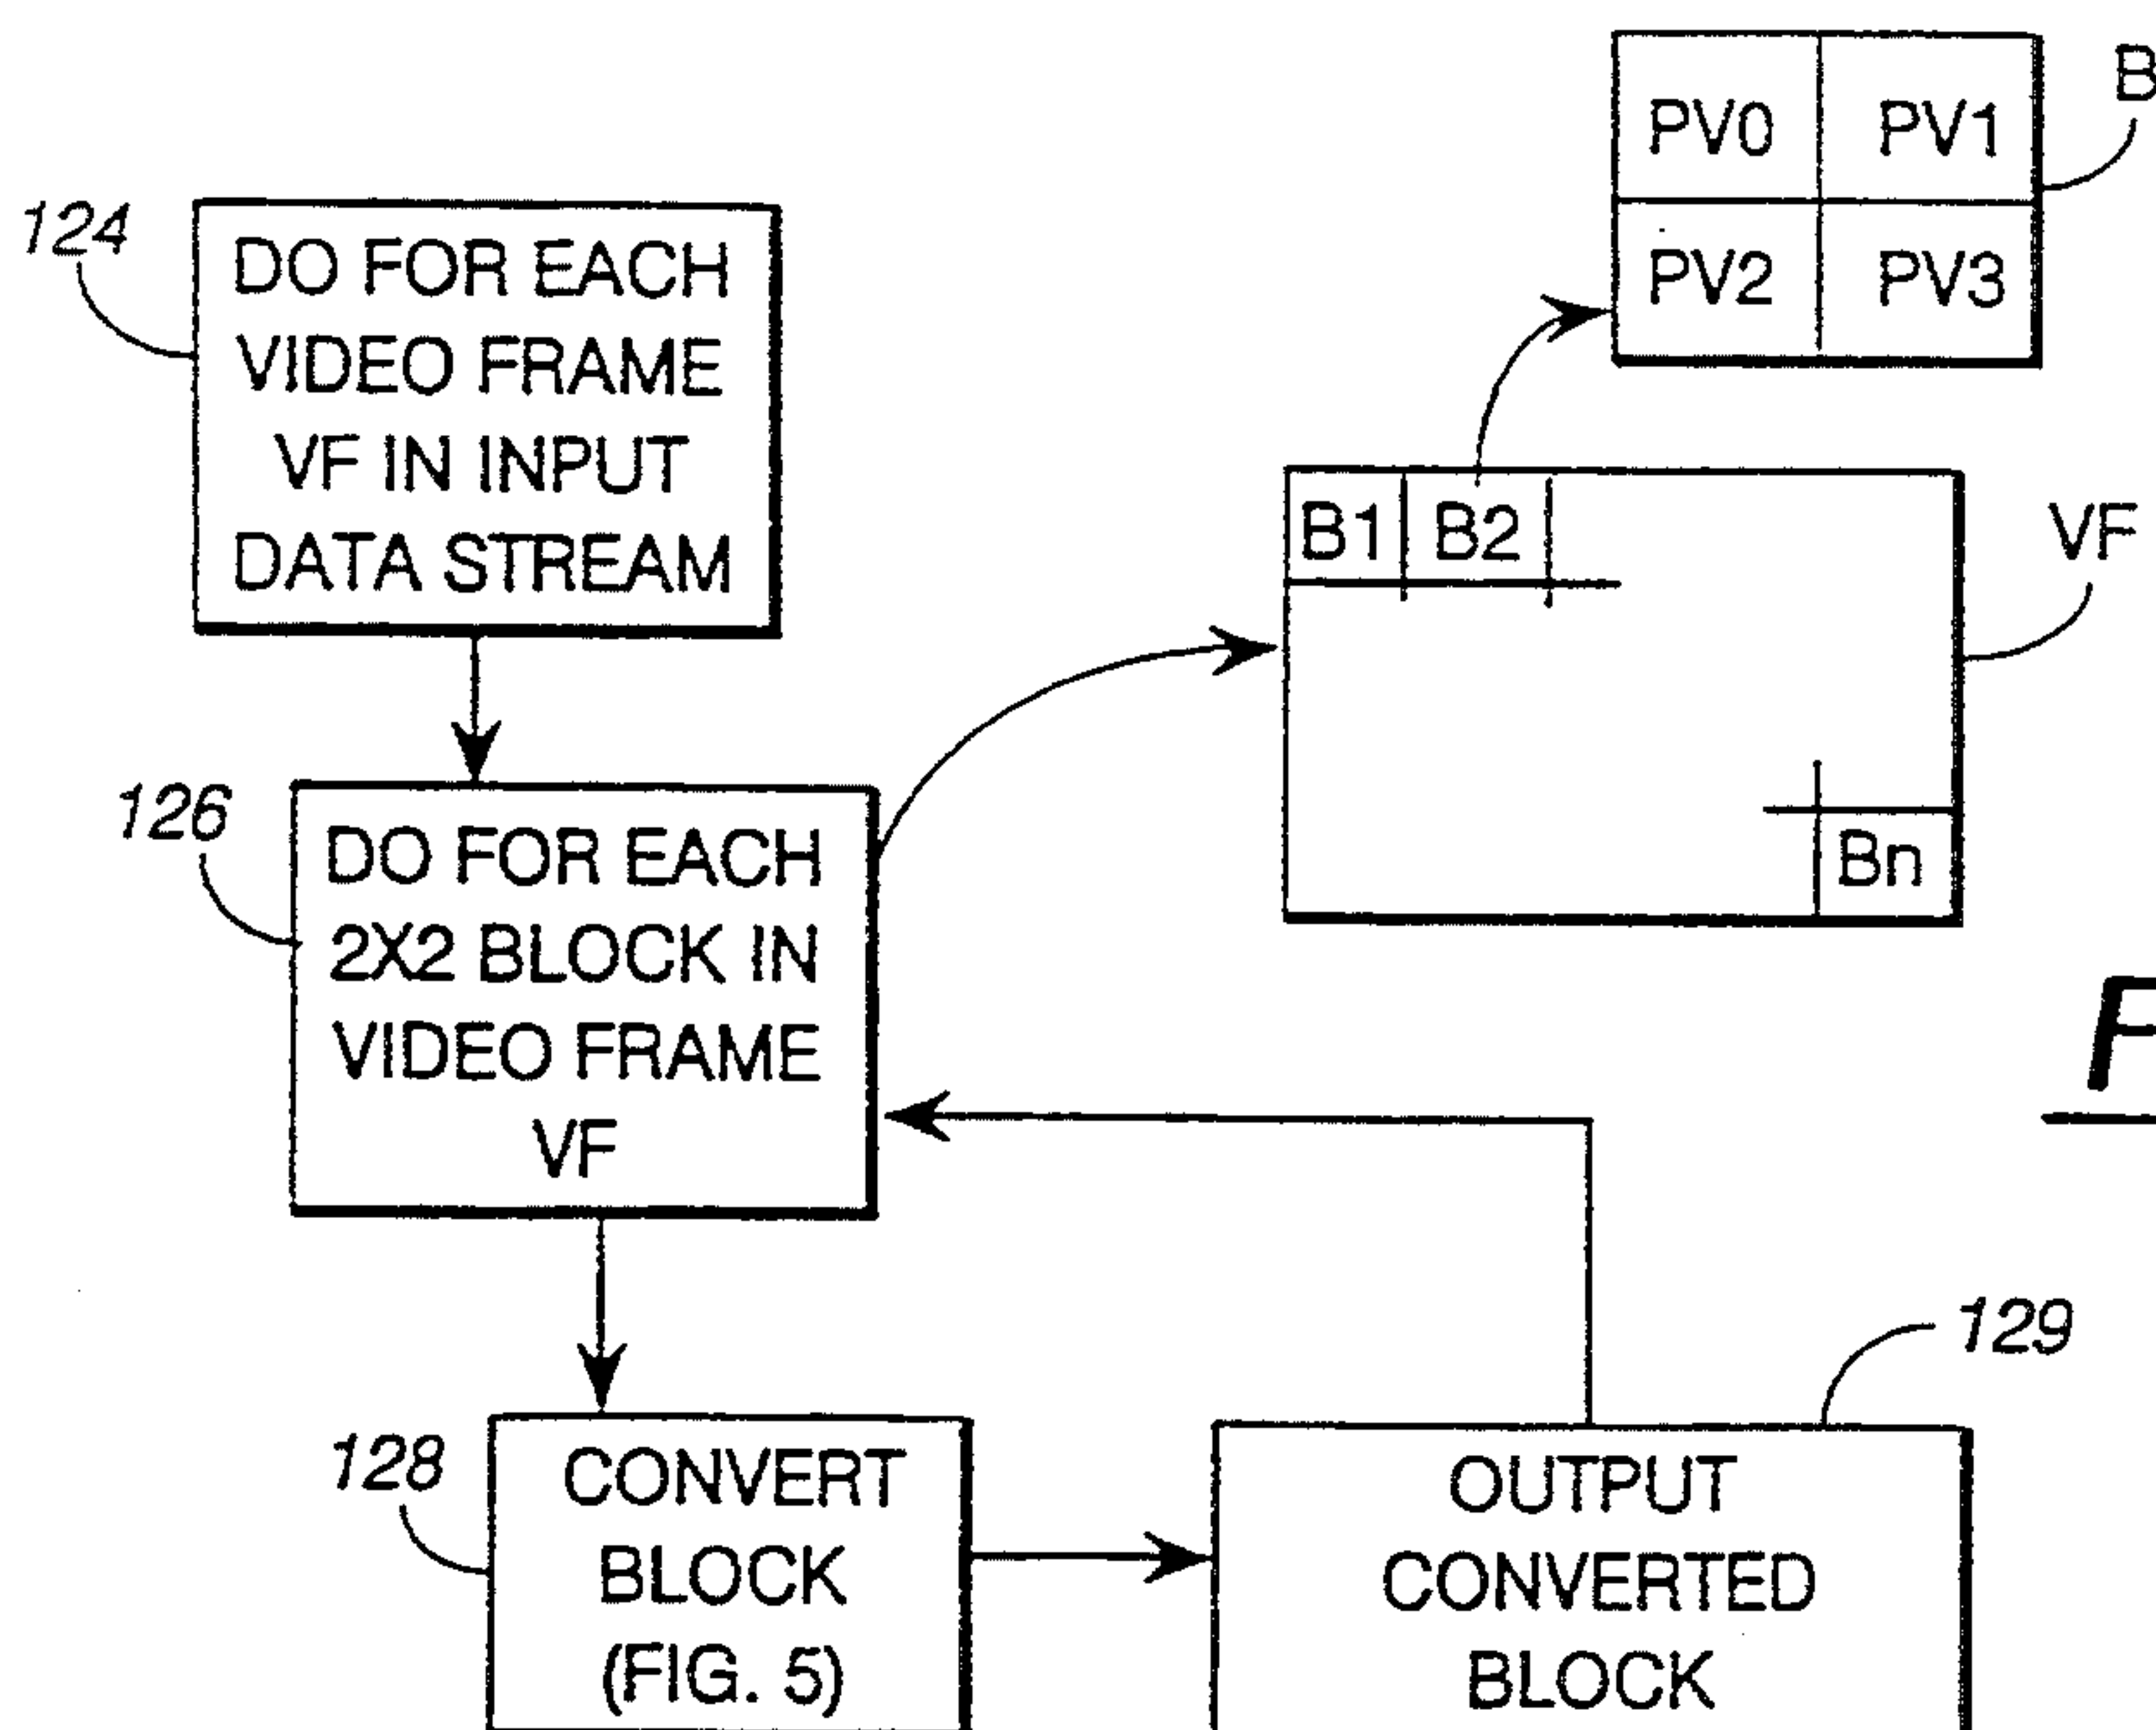 PV0 PV1
B
124
DO FOR EACH
VIDEO FRAME
VF IN INPUT
DATA STREAM
PV2 PV3
B1 B2
VF
126
DO FOR EACH
2X2 BLOCK IN
VIDEO FRAME
VF
Bn
F
129
128
CONVERT
BLOCK
(FIG. 5)
OUTPUT
CONVERTED
BLOCK